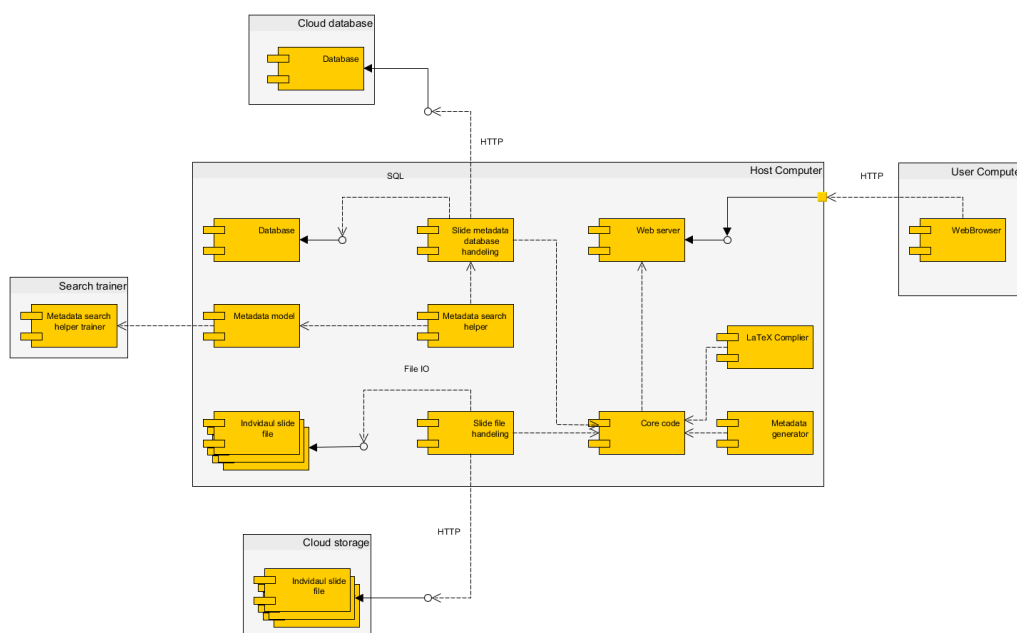 Cloud database
Database
HTTP
Host Computer
SQL
HTTP
User Compute
Database
Slide metadata
database
handeling
Web server
WebBrowser
Search trainer
Metadata search
helper trainer
Metadata model
Metadata search
helper
LaTeX Complier
File IO
Indvidaul slide
file
Slide file
handeling
Core code
Metadata
generator
HTTP
Cloud storage
Indvidaul slide
file